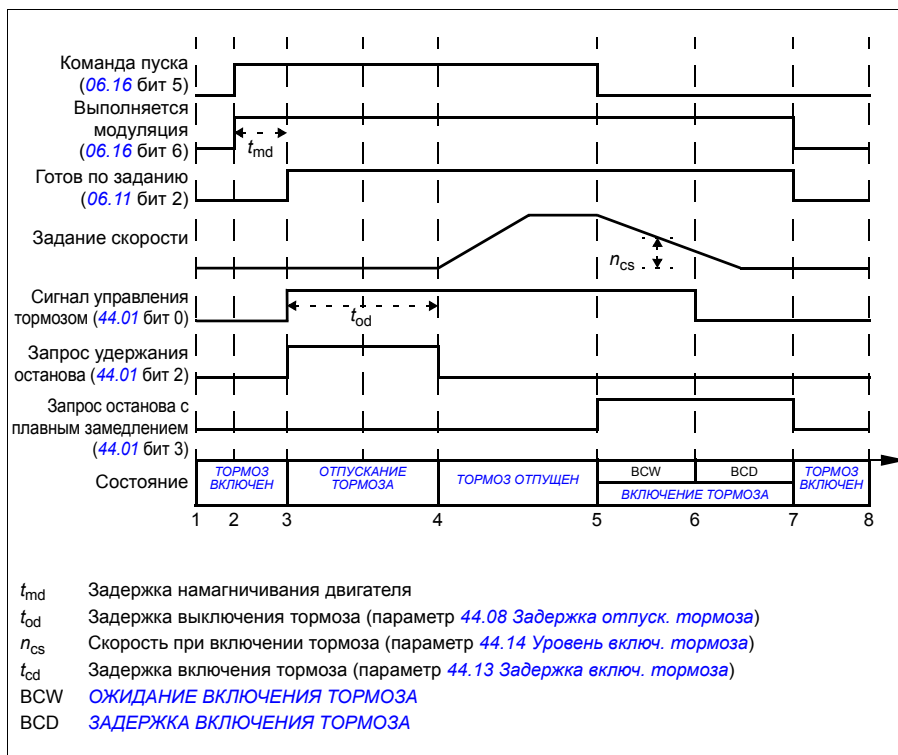 Команда пуска
(06.16 бит 5)
Выполняется
модуляция
(06.16 бит 6)
tmd
Готов по заданию
(06.11 бит 2)
Задание скорости
ncs
Сигнал управления
тормозом (44.01 бит 0)
tod
Запрос удержания
останова (44.01 бит 2)
Запрос останова с
плавным замедлением
(44.01 бит 3)
Состояние
ТОРМОЗ
ВКЛЮЧЕН
ОТПУСКАНИЕ
ТОРМОЗА
ТОРМОЗ ОТПУЩЕН
BCW
BCD
ВКЛЮЧЕНИЕ ТОРМОЗА
ТОРМОЗ
ВКЛЮЧЕН
1 2 3 4 5 6 7 8
tmd Задержка намагничивания двигателя
tod Задержка выключения тормоза (параметр 44.08 Задержка отпуск. тормоза)
ncs Скорость при включении тормоза (параметр 44.14 Уровень включ. тормоза)
tcd Задержка включения тормоза (параметр 44.13 Задержка включ. тормоза)
BCW ОЖИДАНИЕ ВКЛЮЧЕНИЯ ТОРМОЗА
BCD ЗАДЕРЖКА ВКЛЮЧЕНИЯ ТОРМОЗА